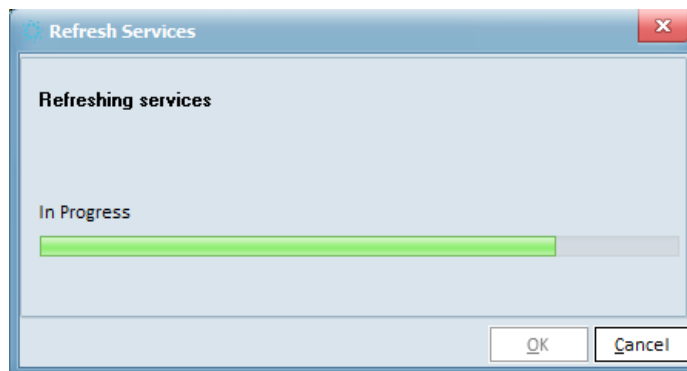 Refresh Services
Refreshing services
In Progress
OK
Cancel